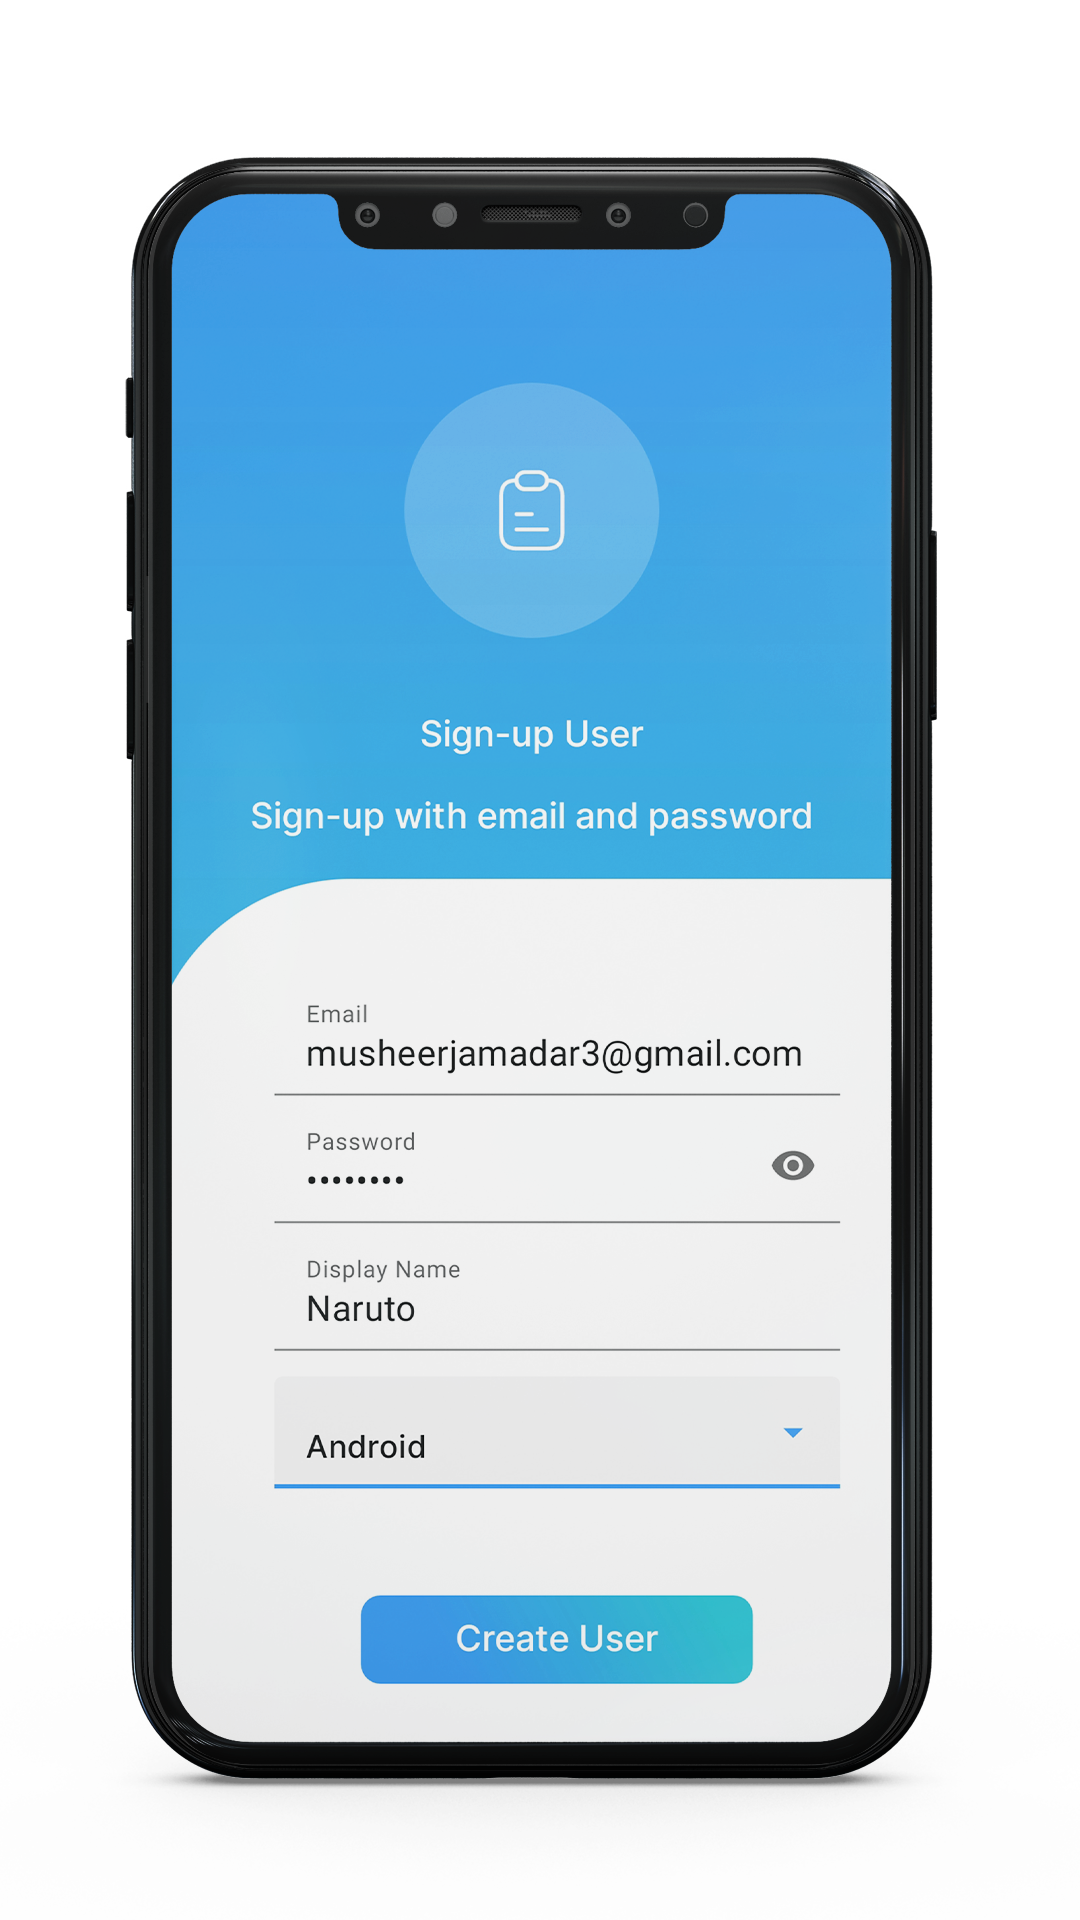 Sign-up User
Sign-up with email and password
Email
musheerjamadar3@gmail.com
Password
••••••••
Display Name
Naruto
Android
Create User